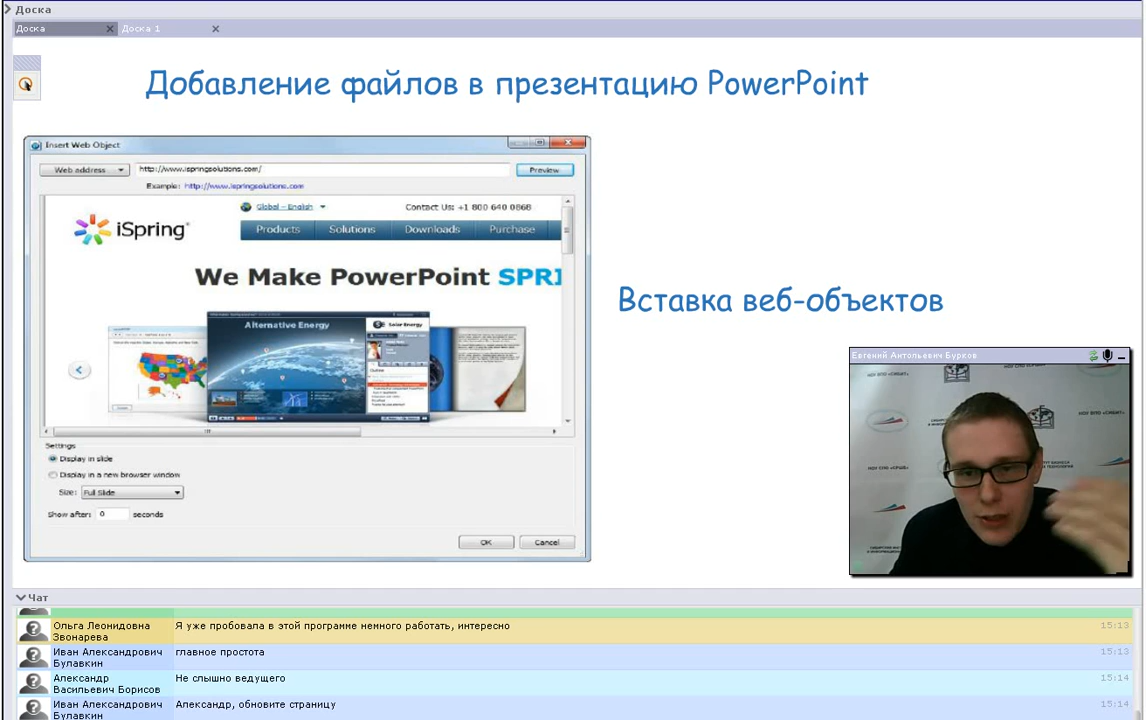 Доска
Доска
Доска 1
Добавление файлов в презентацию PowerPoint
Insert Web Object
Web address
http://www.ispringsolutions.com/
Preview
Example: http://www.ispringsolutions.com
Global - English
Contact Us: +1 800 640 0868
iSpring
Products
Solutions
Downloads
Purchase
We Make PowerPoint SPRI
Alternative Energy
Solar Energy
Вставка веб-объектов
Евгений Антольевич Бурков
Settings
Display in slide
Display in a new browser window
Size: Full Slide
Show after: 0 seconds
OK
Cancel
Чат
Ольга Леонидовна Я уже пробовала в этой программе немного работать, интересно 15:13
Звонарева
Иван Александрович главное простота 15:13
Булавкин
Александр Не слышно ведущего 15:14
Васильевич Борисов
Иван Александрович Александр, обновите страницу 15:14
Булавкин